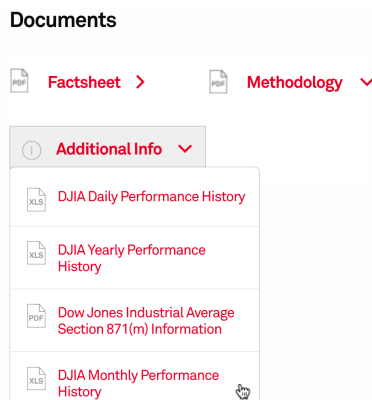 Documents
PDF Factsheet PDF Methodology
Additional Info
XLS DJIA Daily Performance History
XLS DJIA Yearly Performance
History
PDF Dow Jones Industrial Average
Section 871(m) Information
XLS DJIA Monthly Performance
History